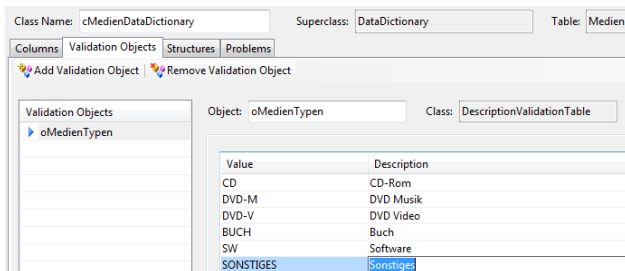 Class Name: cMedienDataDictionary Superclass: DataDictionary Table: Medien
Columns Validation Objects Structures Problems
Add Validation Object Remove Validation Object
Validation Objects Object: oMedienTypen Class: DescriptionValidationTable
oMedienTypen
Value Description
CD CD-Rom
DVD-M DVD Musik
DVD-V DVD Video
BUCH Buch
SW Software
SONSTIGES Sonstiges